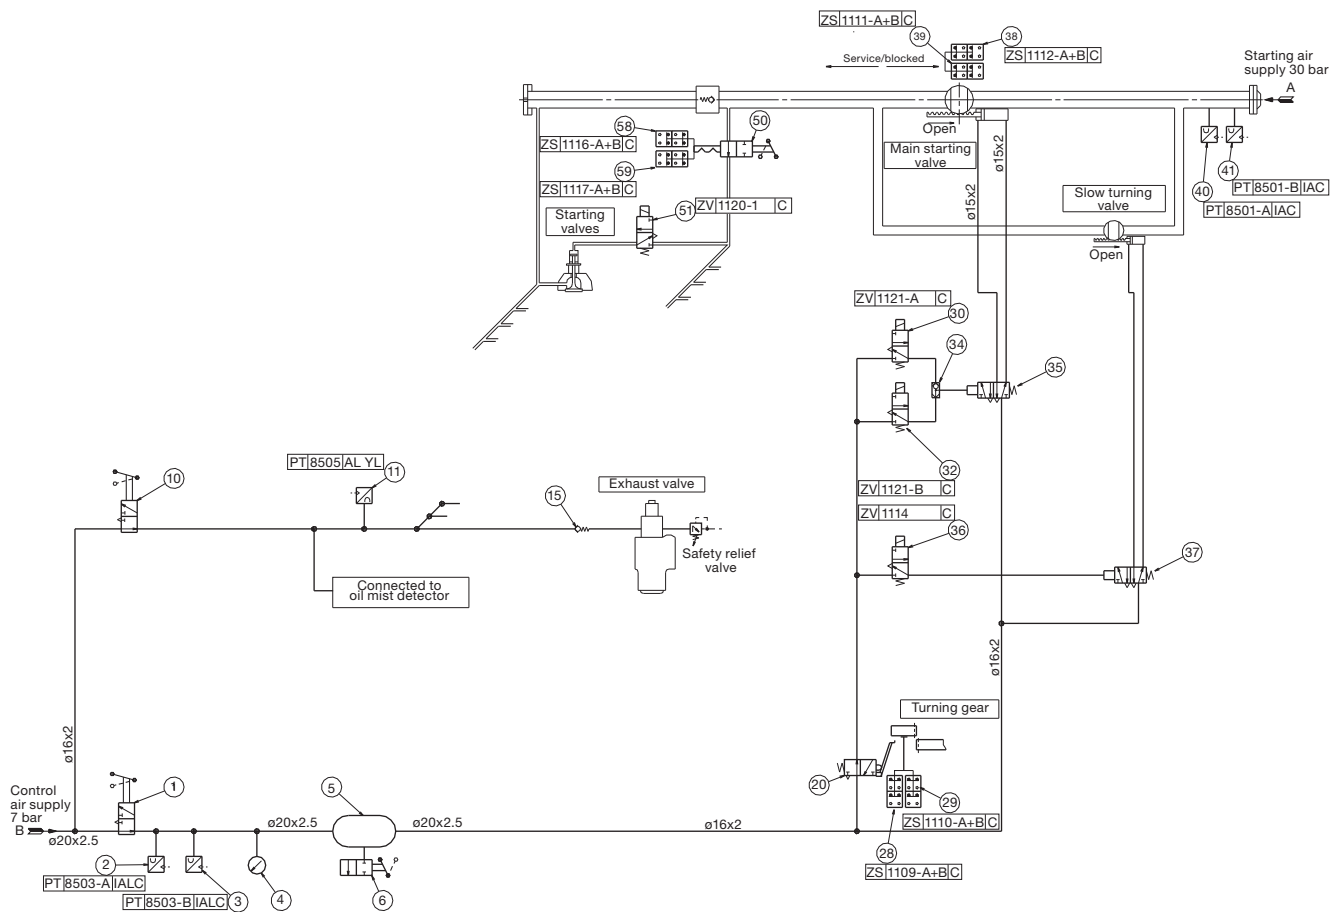 ZS 1111-A+B C
39
38
ZS 1112-A+B C
Service/blocked
Starting air
supply 30 bar
A
Open
Main starting
valve
58
ZS 1116-A+B C
59
ZS 1117-A+B C
50
51
ZV 1120-1 C
Starting
valves
ø15x2
ø15x2
40
41
PT 8501-B IAC
PT 8501-A IAC
Slow turning
valve
Open
ZV 1121-A C
30
34
35
32
ZV 1121-B C
ZV 1114 C
36
37
10
PT 8505 AL YL
11
15
Exhaust valve
Safety relief
valve
Connected to
oil mist detector
ø16x2
ø16x2
Turning gear
20
29
ZS 1110-A+B C
28
ZS 1109-A+B C
Control
air supply
7 bar
B
ø20x2.5
1
ø20x2.5
5
ø20x2.5
ø16x2
2
PT 8503-A IALC
PT 8503-B IALC
3
4
6